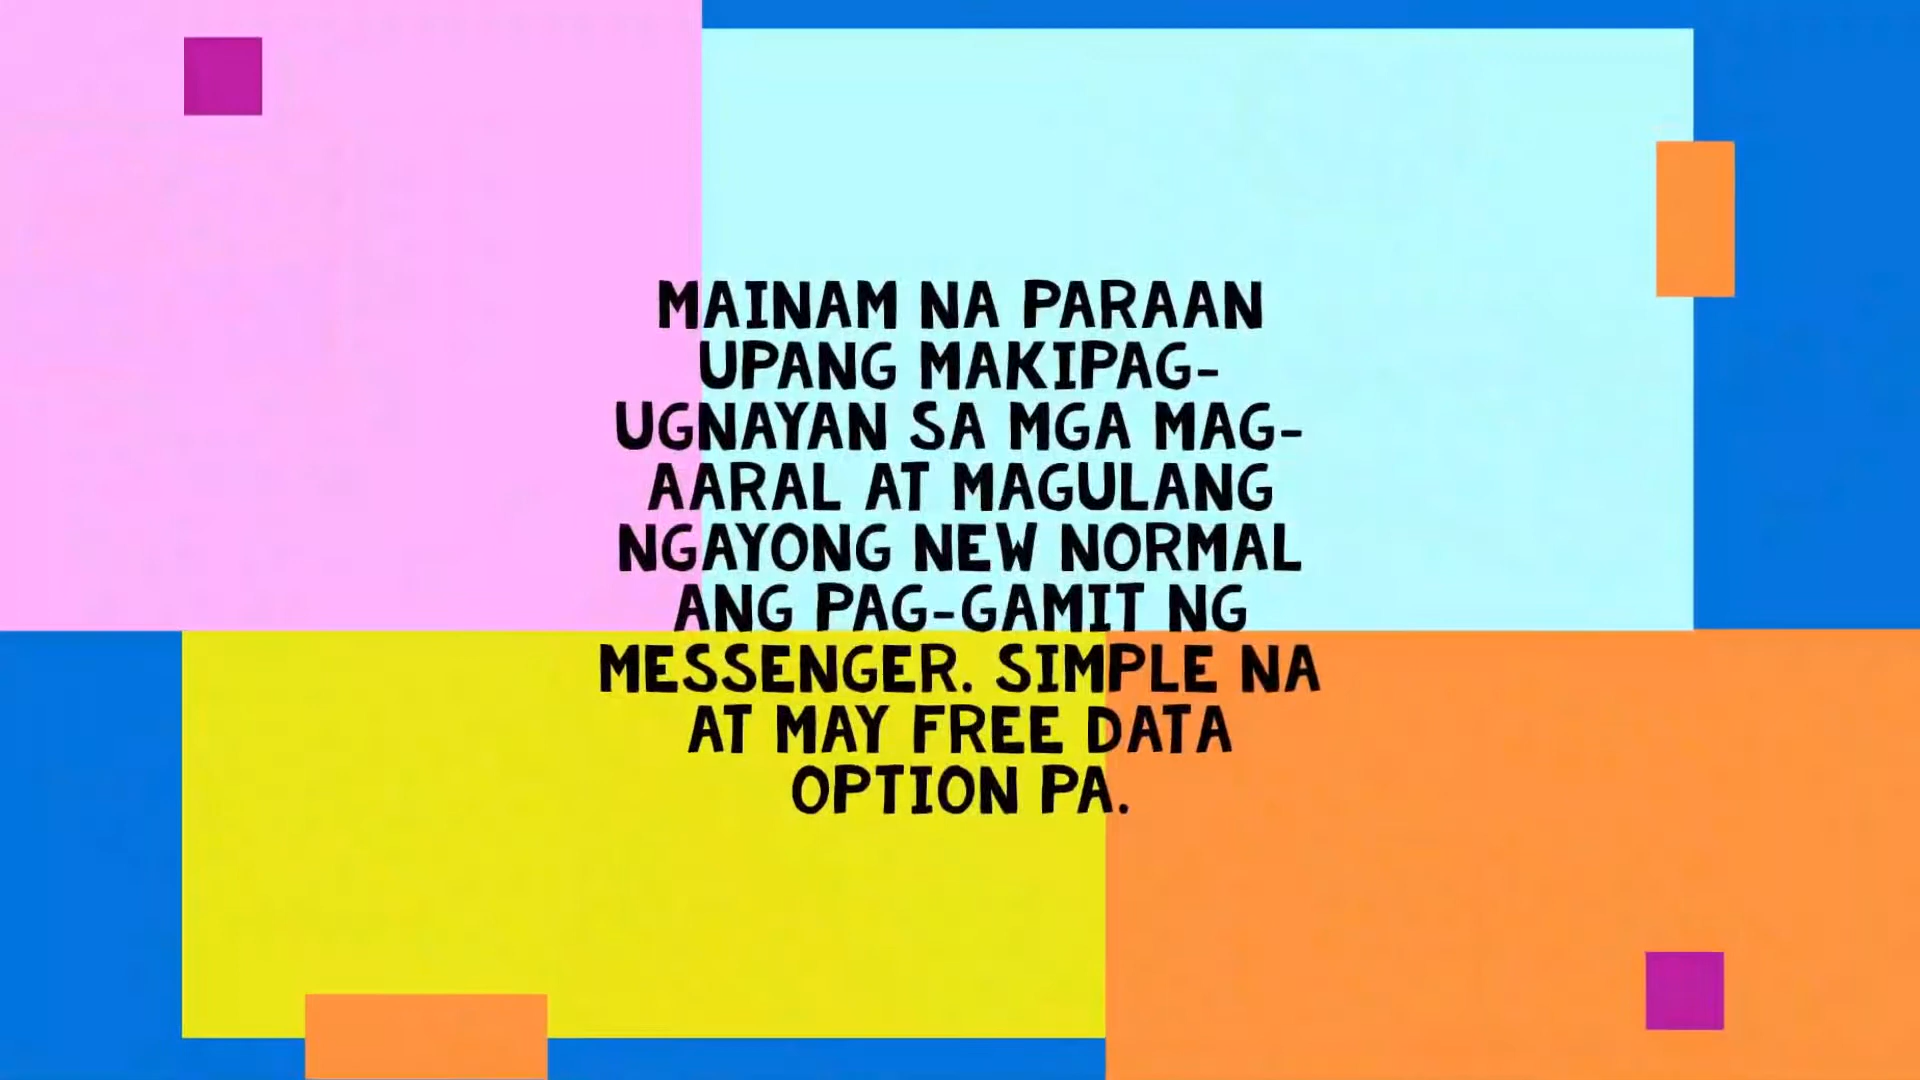 MAINAM NA PARAAN
UPANG MAKIPAG-
UGNAYAN SA MGA MAG-
AARAL AT MAGULANG
NGAYONG NEW NORMAL
ANG PAG-GAMIT NG
MESSENGER. SIMPLE NA
AT MAY FREE DATA
OPTION PA.